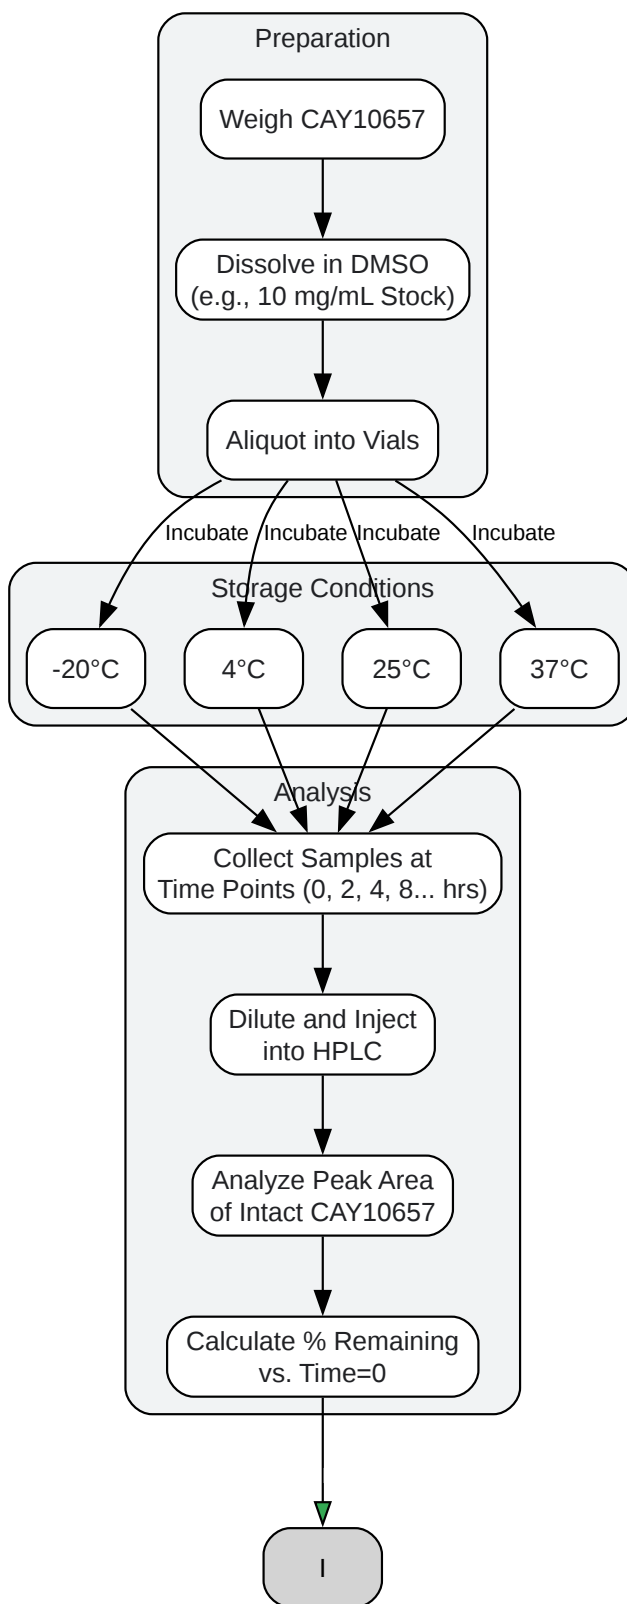 Preparation
Weigh CAY10657
Dissolve in DMSO
(e.g., 10 mg/mL Stock)
Aliquot into Vials
Incubate Incubate Incubate Incubate
Storage Conditions
-20°C 4°C 25°C 37°C
Analysis
Collect Samples at
Time Points (0, 2, 4, 8... hrs)
Dilute and Inject
into HPLC
Analyze Peak Area
of Intact CAY10657
Calculate % Remaining
vs. Time=0
I